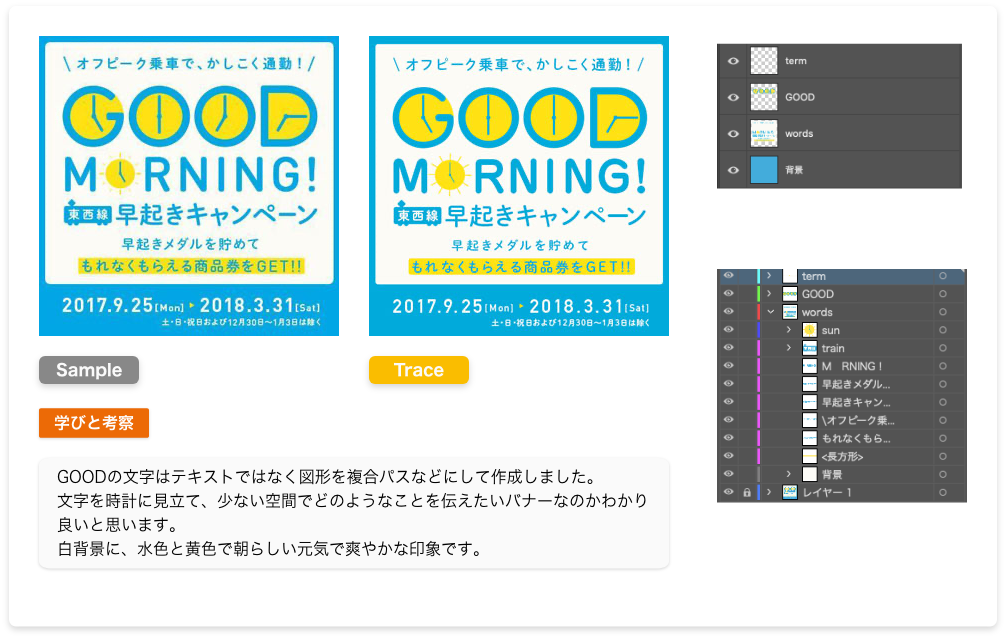 \ オフピーク乗車で、かしこく通勤！/
GOOD
MORNING!
東西線 早起きキャンペーン
早起きメダルを貯めて
もれなくもらえる商品券をGET!!
2017.9.25[Mon] ▶ 2018.3.31[Sat]
土・日・祝日および12月30日〜1月3日は除く
Sample
\ オフピーク乗車で、かしこく通勤！/
GOOD
MORNING!
東西線 早起きキャンペーン
早起きメダルを貯めて
もれなくもらえる商品券をGET!!
2017.9.25[Mon] ▶ 2018.3.31[Sat]
土・日・祝日および12月30日〜1月3日は除く
Trace
学びと考察
GOODの文字はテキストではなく図形を複合パスなどにして作成しました。
文字を時計に見立て、少ない空間でどのようなことを伝えたいバナーなのかわかり
良いと思います。
白背景に、水色と黄色で朝らしい元気で爽やかな印象です。
term
GOOD
words
背景
term
GOOD
words
sun
train
M　RNING！
早起きメダル...
早起きキャン...
\オフピーク乗...
もれなくもら...
<長方形>
背景
レイヤー 1